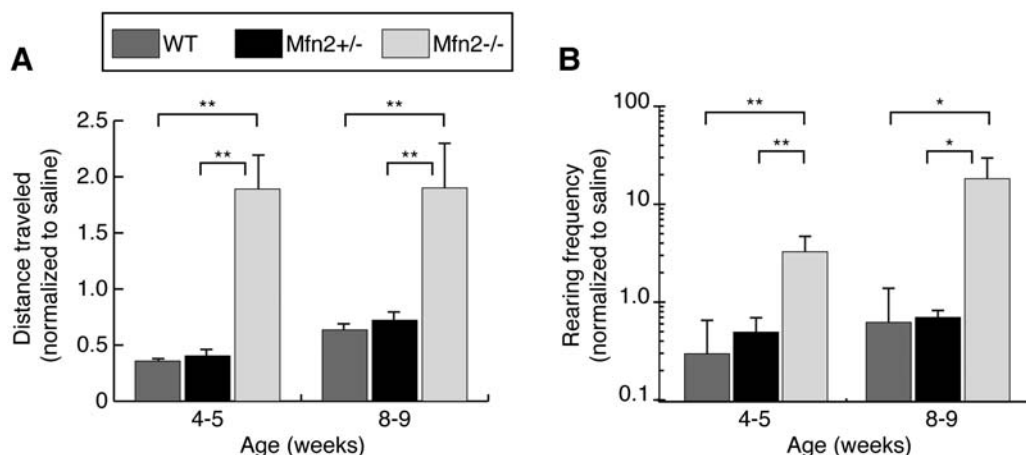 WT Mfn2+/- Mfn2-/-
A
** **
** **
Distance traveled
(normalized to saline)
2.5
2.0
1.5
1.0
0.5
0
4-5 8-9
Age (weeks)
B
** *
** *
Rearing frequency
(normalized to saline)
100
10
1.0
0.1
4-5 8-9
Age (weeks)